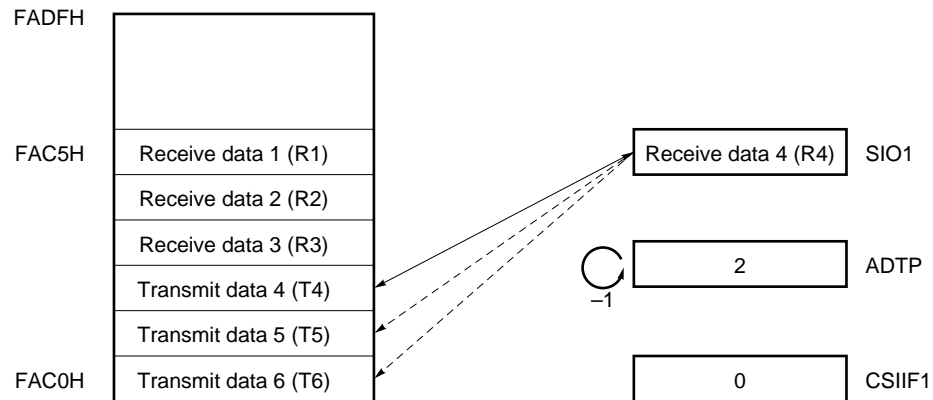 FADFH
FAC5H Receive data 1 (R1) Receive data 4 (R4) SIO1
Receive data 2 (R2)
Receive data 3 (R3) 2 ADTP
Transmit data 4 (T4) –1
Transmit data 5 (T5)
FAC0H Transmit data 6 (T6) 0 CSIIF1